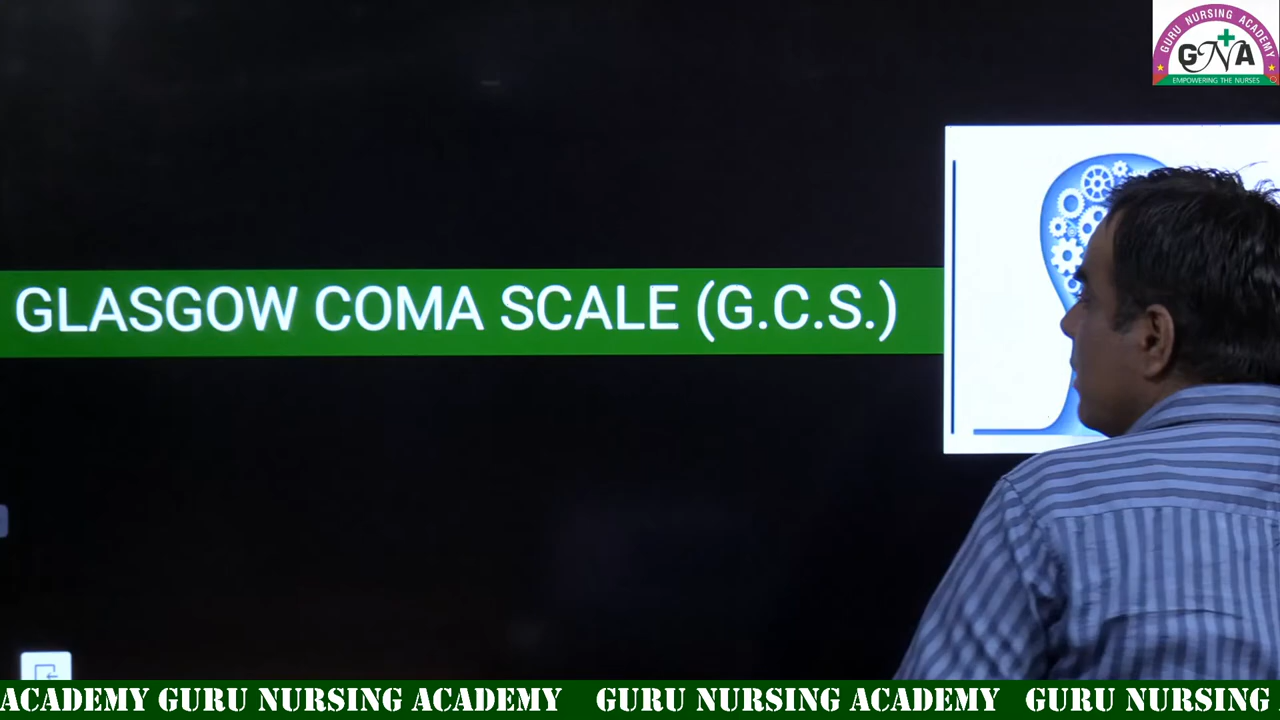 GURU NURSING ACADEMY
GNA
EMPOWERING THE NURSES
GLASGOW COMA SCALE (G.C.S.)
ACADEMY GURU NURSING ACADEMY GURU NURSING ACADEMY GURU NURSING